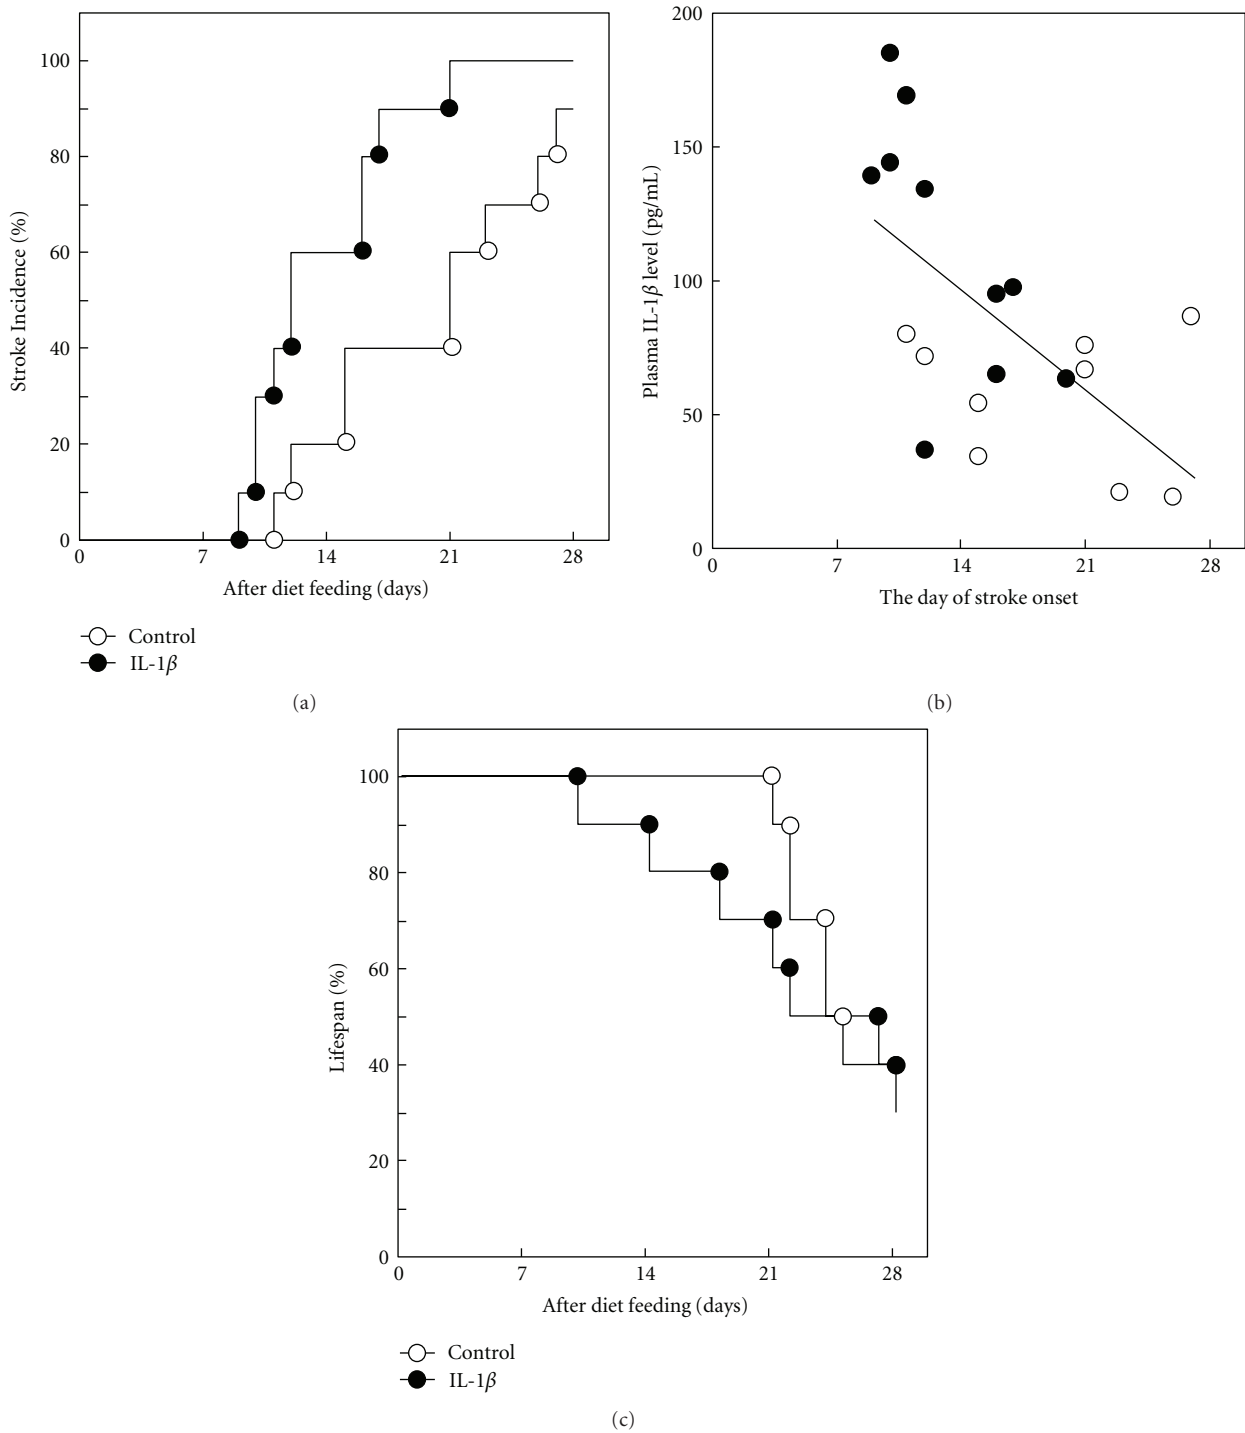 100
80
60
40
20
0
Stroke Incidence (%)
0
7
14
21
28
After diet feeding (days)
Control
IL-1β
(a)
200
150
100
50
0
Plasma IL-1β level (pg/mL)
0
7
14
21
28
The day of stroke onset
(b)
100
80
60
40
20
0
Lifespan (%)
0
7
14
21
28
After diet feeding (days)
Control
IL-1β
(c)